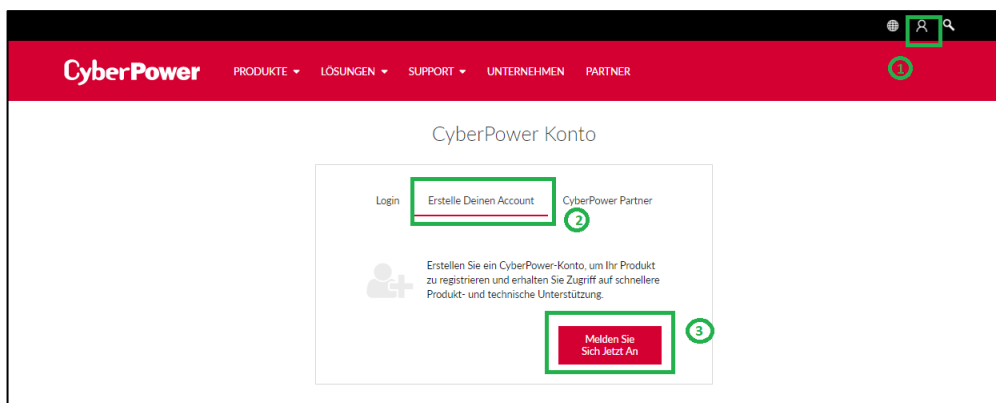 1
CyberPower
PRODUKTE LÖSUNGEN SUPPORT UNTERNEHMEN PARTNER
CyberPower Konto
Login Erstelle Deinen Account CyberPower Partner
2
Erstellen Sie ein CyberPower-Konto, um Ihr Produkt
zu registrieren und erhalten Sie Zugriff auf schnellere
Produkt- und technische Unterstützung.
Melden Sie
Sich Jetzt An
3